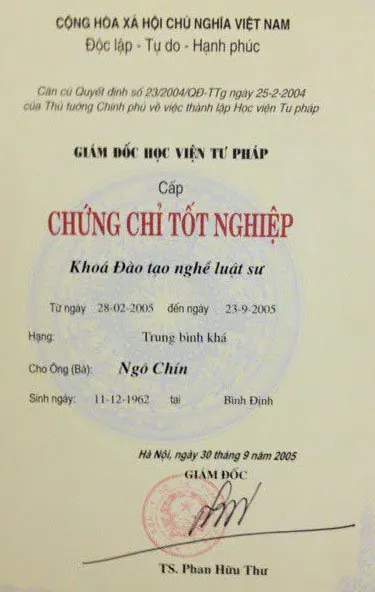 CỘNG HÒA XÃ HỘI CHỦ NGHĨA VIỆT NAM
Độc lập - Tự do - Hạnh phúc
Căn cứ Quyết định số 23/2004/QĐ-TTg ngày 25-2-2004
của Thủ tướng Chính phủ về việc thành lập Học viện Tư pháp
GIÁM ĐỐC HỌC VIỆN TƯ PHÁP
Cấp
CHỨNG CHỈ TỐT NGHIỆP
Khoá Đào tạo nghề luật sư
Từ ngày 28-02-2005 đến ngày 23-9-2005
Hạng: Trung bình khá
Cho Ông (Bà): Ngô Chín
Sinh ngày: 11-12-1962 tại Bình Định
Hà Nội, ngày 30 tháng 9 năm 2005
GIÁM ĐỐC
TS. Phan Hữu Thư